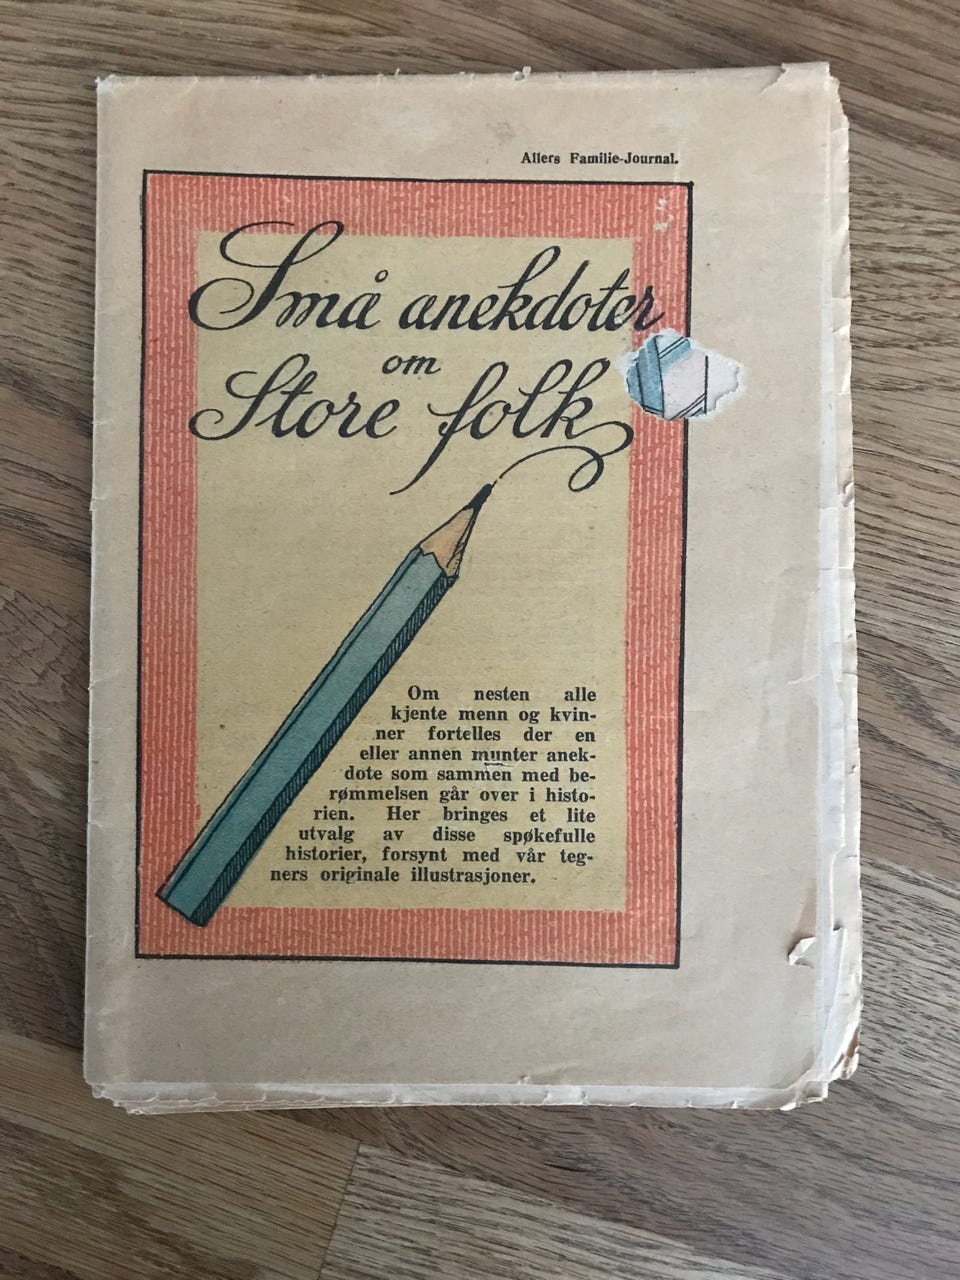 Allers Familie-Journal.
Små anekdoter
om
Store folk
Om nesten alle
kjente menn og kvin-
ner fortelles der en
eller annen munter anek-
dote som sammen med be-
rømmelsen går over i histo-
rien. Her bringes et lite
utvalg av disse spøkefulle
historier, forsynt med vår teg-
ners originale illustrasjoner.